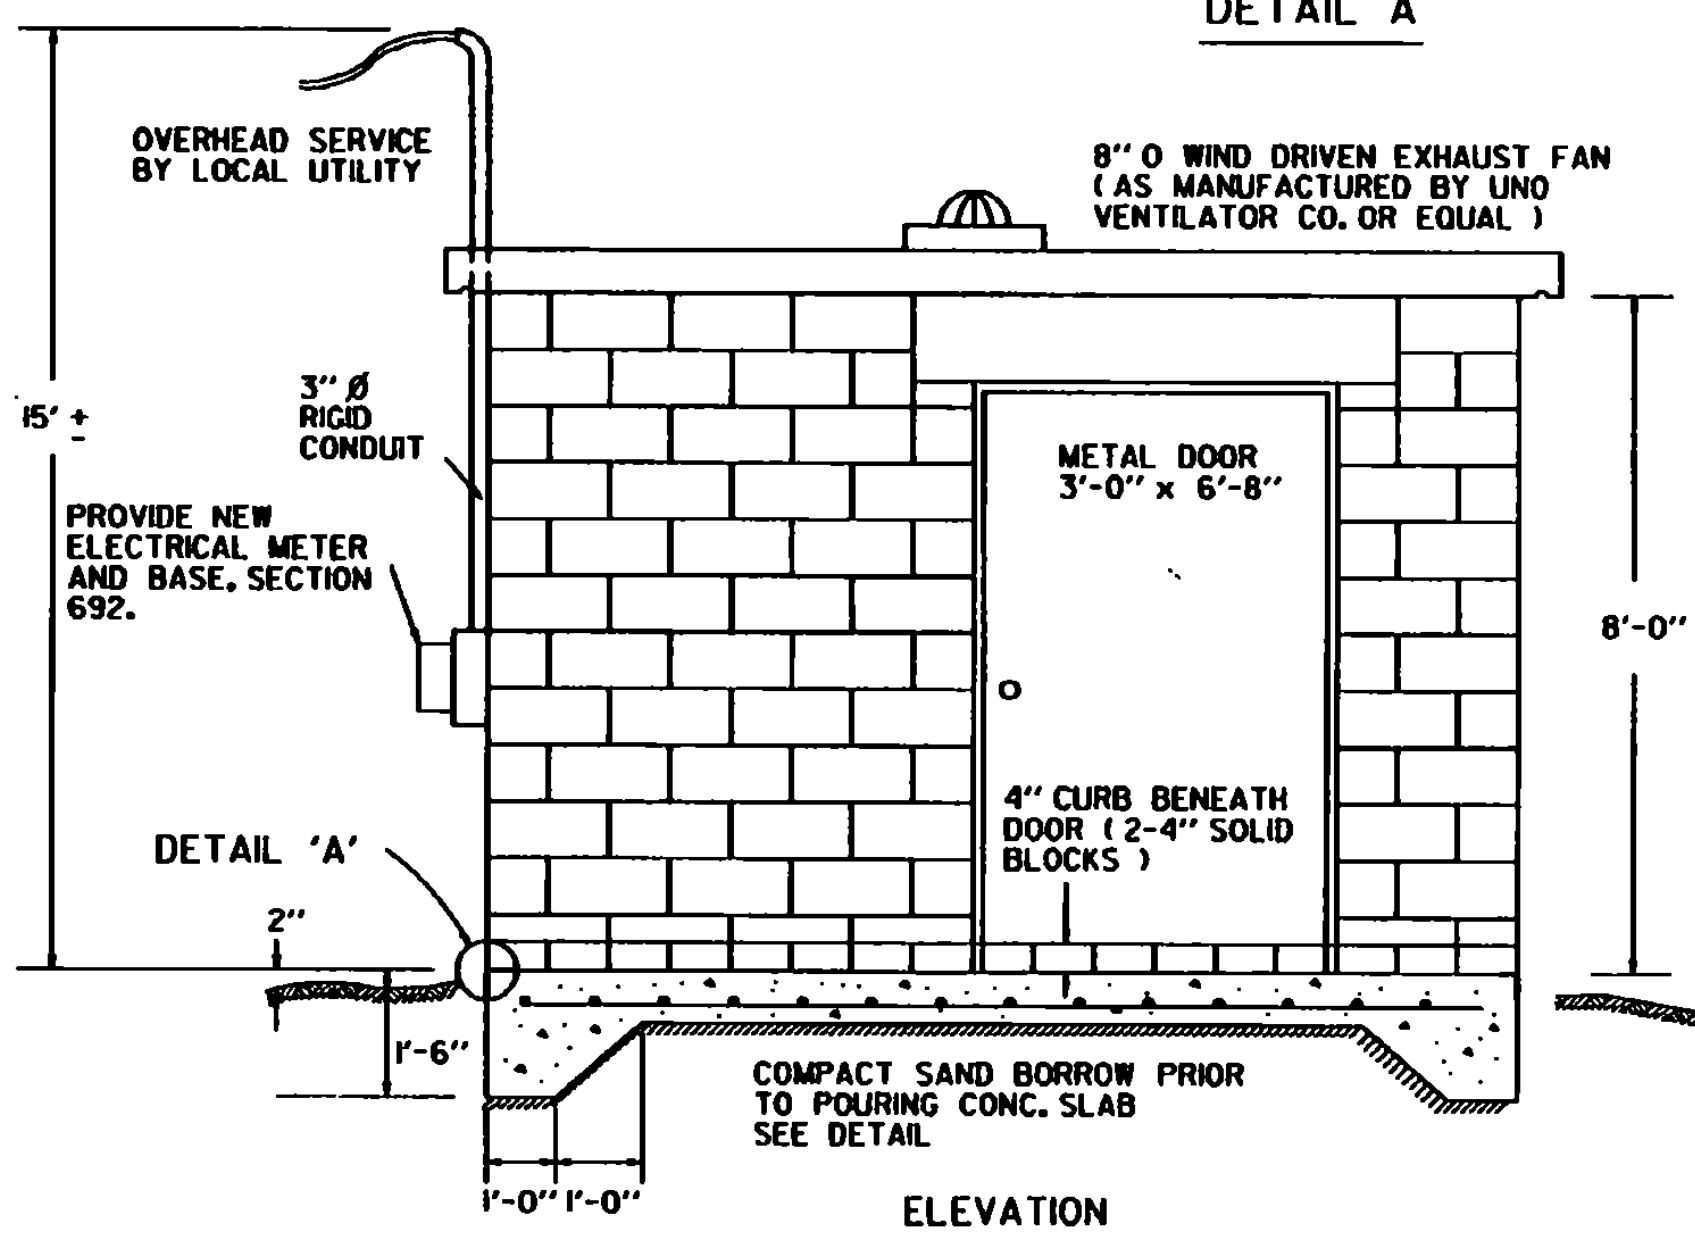 DETAIL A
OVERHEAD SERVICE
BY LOCAL UTILITY
8" O WIND DRIVEN EXHAUST FAN
( AS MANUFACTURED BY UNO
VENTILATOR CO. OR EQUAL )
3" Ø
RIGID
CONDUIT
15' ±
METAL DOOR
3'-0" x 6'-8"
PROVIDE NEW
ELECTRICAL METER
AND BASE. SECTION
692.
8'-0"
4" CURB BENEATH
DOOR ( 2-4" SOLID
BLOCKS )
DETAIL 'A'
2"
1'-6"
COMPACT SAND BORROW PRIOR
TO POURING CONC. SLAB
SEE DETAIL
1'-0" 1'-0"
ELEVATION